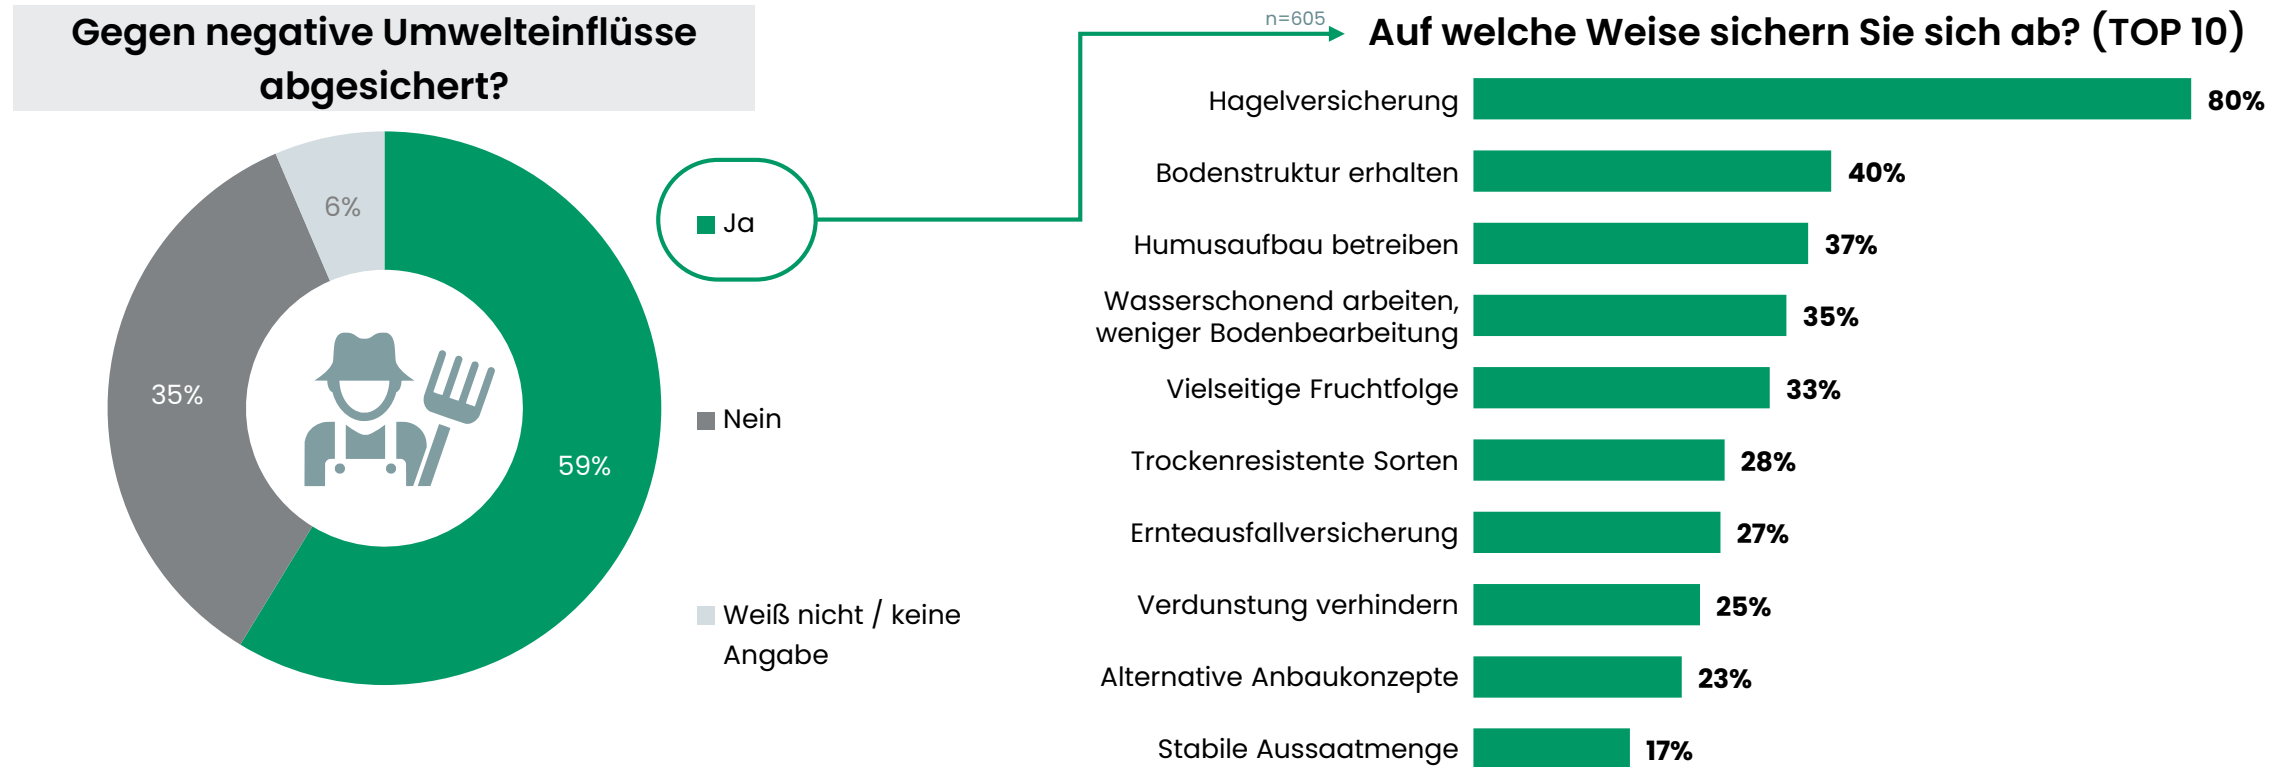 Gegen negative Umwelteinflüsse
abgesichert?
6%
35%
59%
Ja
Nein
Weiß nicht / keine
Angabe
n=605
Auf welche Weise sichern Sie sich ab? (TOP 10)
Hagelversicherung 80%
Bodenstruktur erhalten 40%
Humusaufbau betreiben 37%
Wasserschonend arbeiten,
weniger Bodenbearbeitung 35%
Vielseitige Fruchtfolge 33%
Trockenresistente Sorten 28%
Ernteausfallversicherung 27%
Verdunstung verhindern 25%
Alternative Anbaukonzepte 23%
Stabile Aussaatmenge 17%